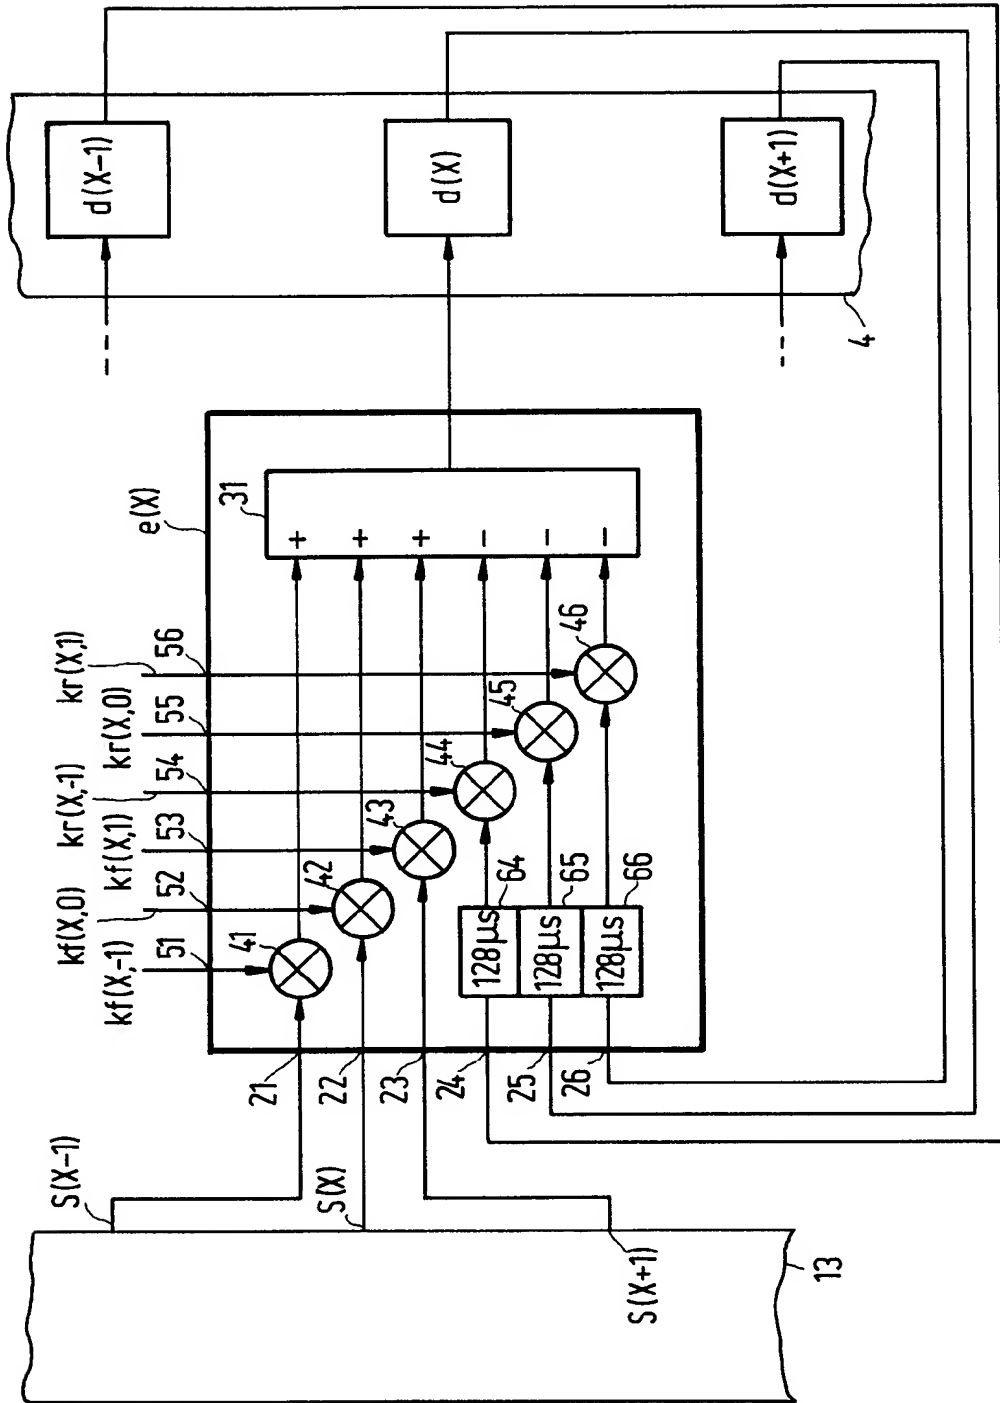 S(X-1)
S(X)
S(X+1)
13
21
22
23
24
25
26
kf(X,-1)
kf(X,0)
kf(X,1)
kr(X,-1)
kr(X,0)
kr(X,1)
51
52
53
54
55
56
e(X)
41
42
43
44
45
46
128µs
64
128µs
65
128µs
66
31
+
+
+
-
-
-
d(X-1)
d(X)
d(X+1)
4